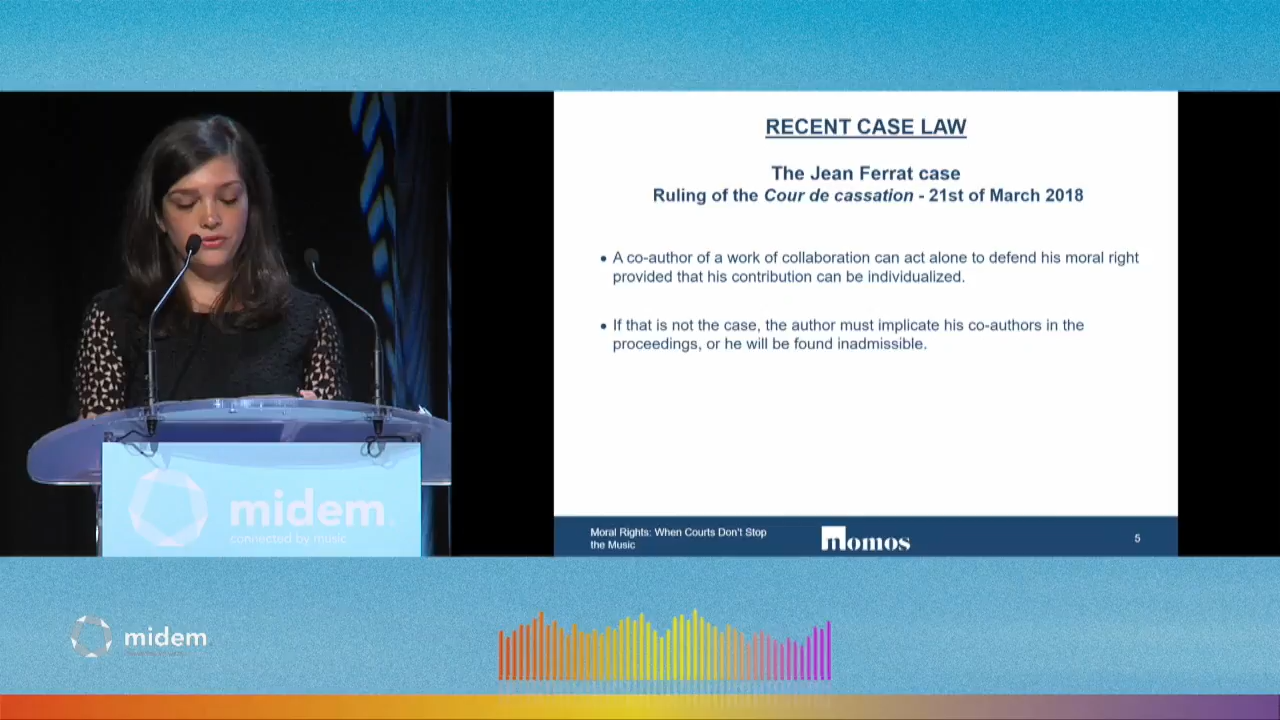 RECENT CASE LAW
The Jean Ferrat case
Ruling of the Cour de cassation - 21st of March 2018
• A co-author of a work of collaboration can act alone to defend his moral right
provided that his contribution can be individualized.
• If that is not the case, the author must implicate his co-authors in the
proceedings, or he will be found inadmissible.
Moral Rights: When Courts Don't Stop
the Music
nomos
5
midem.
connected by music
midem.